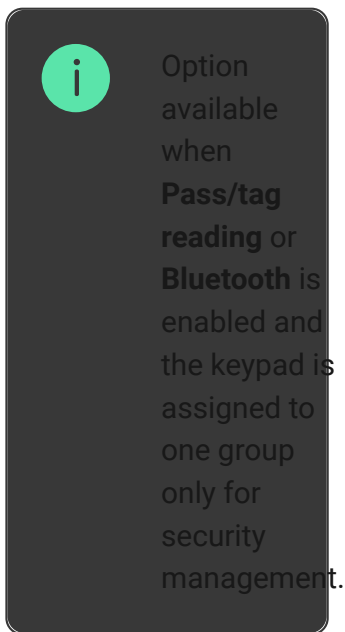 Option
available
when
Pass/tag
reading or
Bluetooth is
enabled and
the keypad is
assigned to
one group
only for
security
management.